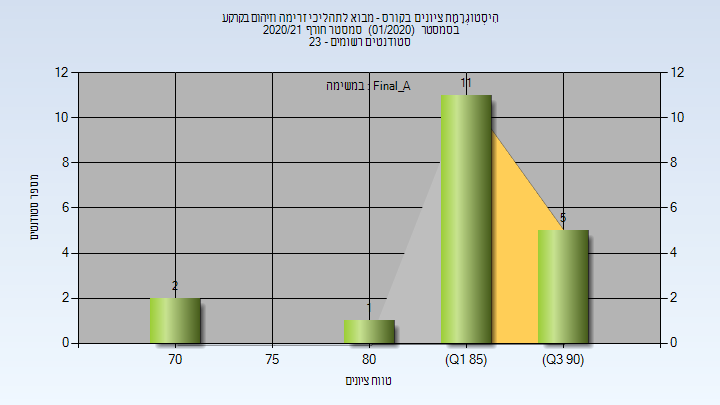 היסטוגרמת ציונים בקורס - מבוא לתהליכי זרימה וזיהום בקרקע
בסמסטר (01/2020) סמסטר חורף 2020/21
סטודנטים רשומים - 23
במשימה : Final_A
12
10
8
6
4
2
0
12
10
8
6
4
2
0
מספר סטודנטים
2
1
11
5
70
75
80
(Q1 85)
(Q3 90)
טווח ציונים